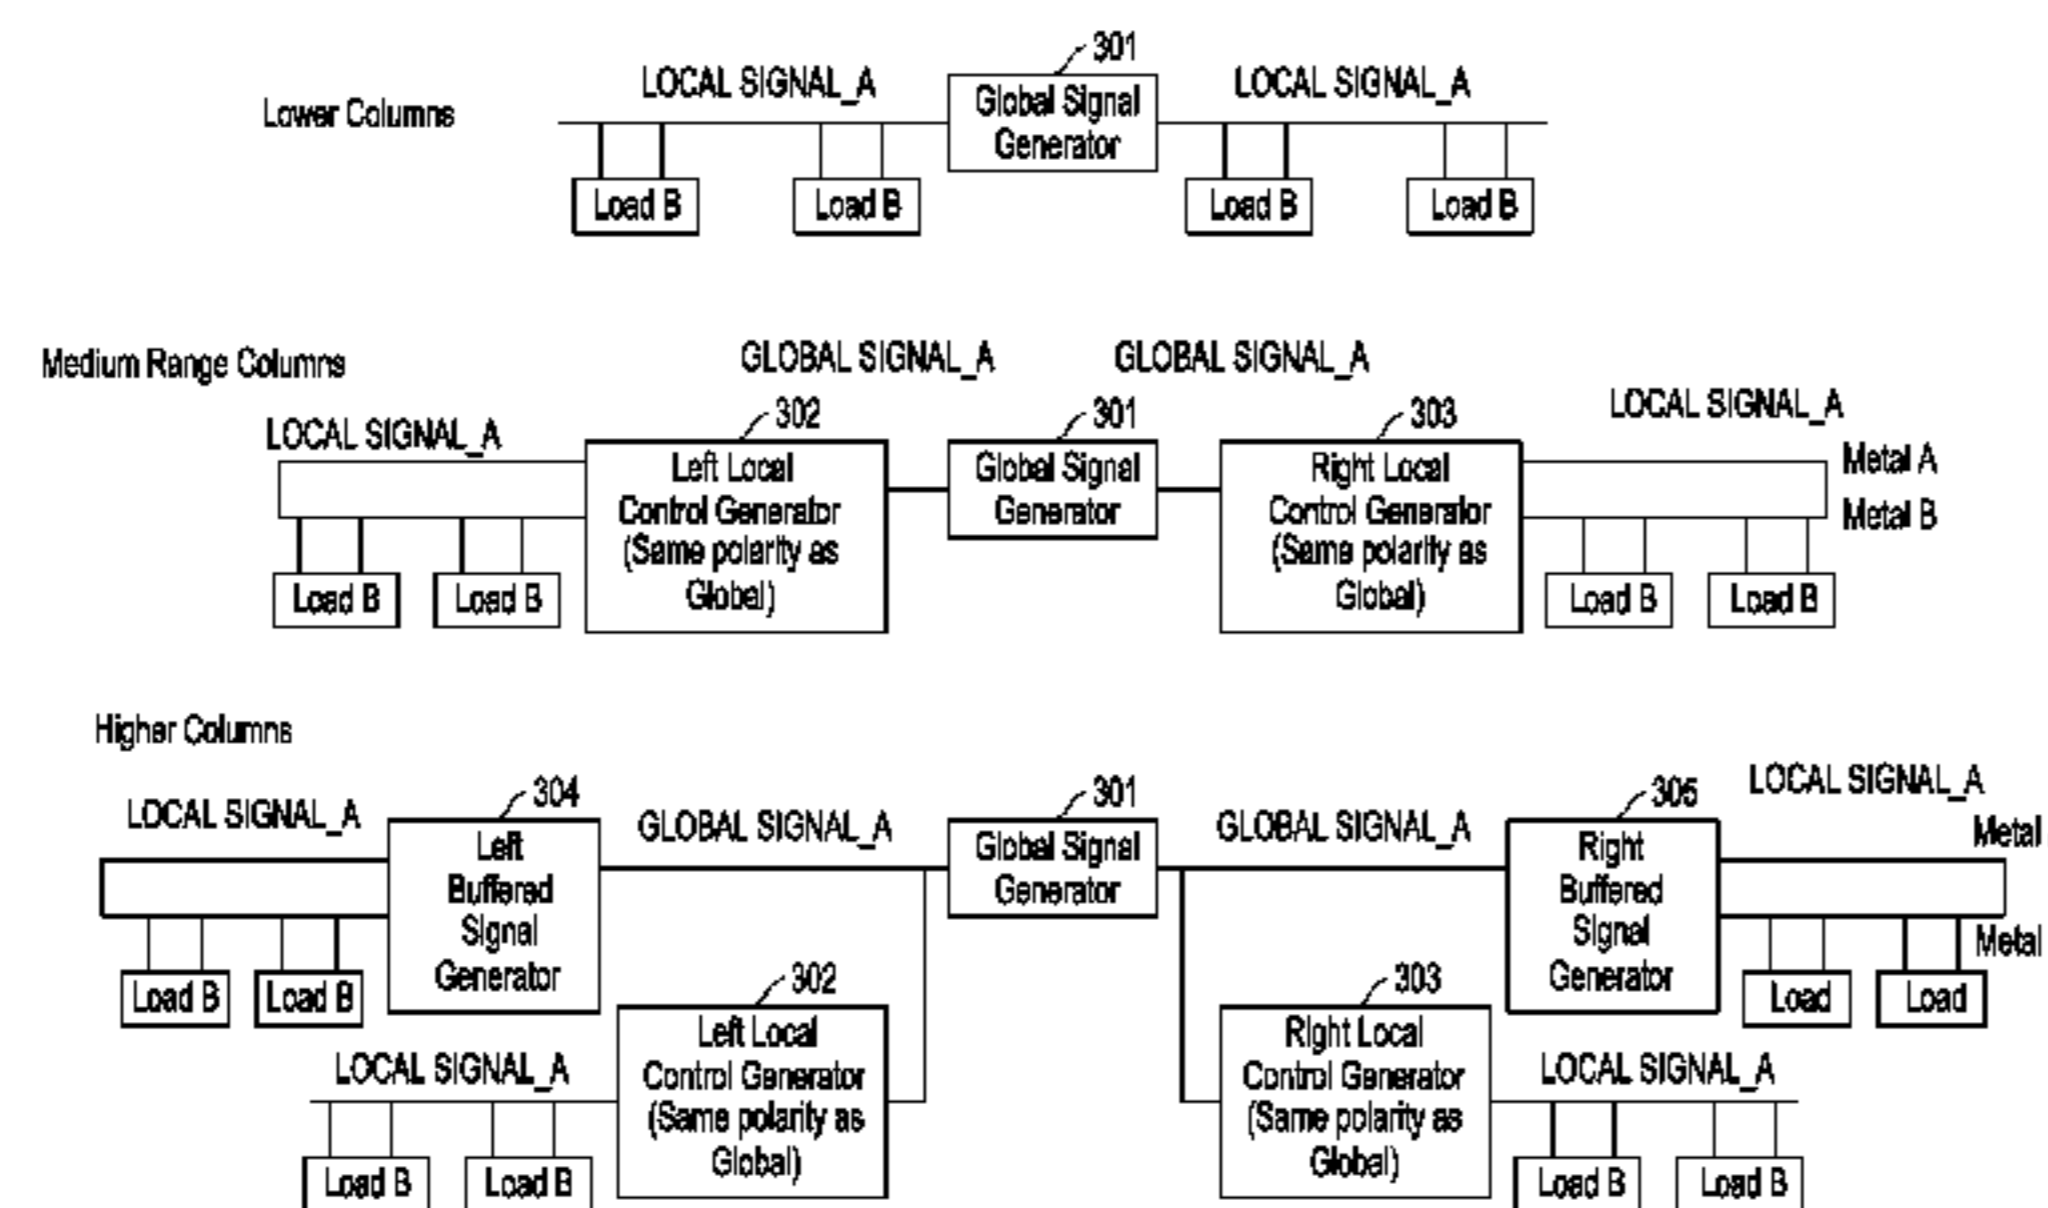 301
LOCAL SIGNAL_A
LOCAL SIGNAL_A
Lower Columns
Global Signal
Generator
Load B
Load B
Load B
Load B
Medium Range Columns
GLOBAL SIGNAL_A
GLOBAL SIGNAL_A
LOCAL SIGNAL_A
302
301
303
LOCAL SIGNAL_A
Left Local
Control Generator
(Same polarity as
Global)
Global Signal
Generator
Right Local
Control Generator
(Same polarity as
Global)
Metal A
Metal B
Load B
Load B
Load B
Load B
Higher Columns
LOCAL SIGNAL_A
304
GLOBAL SIGNAL_A
301
GLOBAL SIGNAL_A
305
LOCAL SIGNAL_A
Left
Buffered
Signal
Generator
Global Signal
Generator
Right
Buffered
Signal
Generator
Metal
Metal
Load B
Load B
Load
Load
302
303
LOCAL SIGNAL_A
Left Local
Control Generator
(Same polarity as
Global)
Right Local
Control Generator
(Same polarity as
Global)
LOCAL SIGNAL_A
Load B
Load B
Load B
Load B